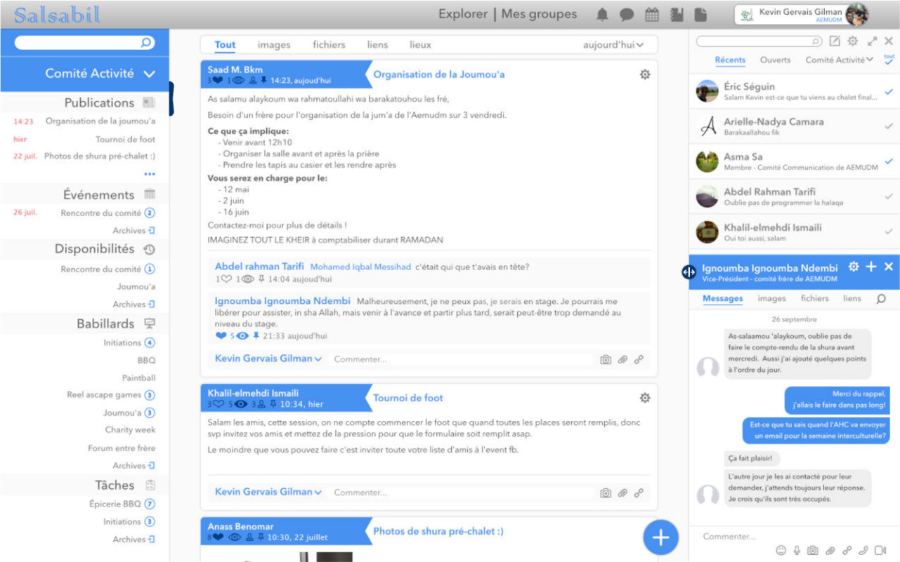 Salsabil
Explorer | Mes groupes
Kevin Gervais Gilman
AEMUDM
Comité Activité
Publications
14:23 Organisation de la joumou'a
hier Tournoi de foot
22 juil. Photos de shura pré-chalet :)
Événements
26 juil. Rencontre du comité 2
Archives
Disponibilités
Rencontre du comité 1
Joumou'a
Archives
Babillards
Initiations 4
BBQ
Paintball
Reel ascape games 3
Joumou'a 3
Charity week
Forum entre frère
Archives
Tâches
Épicerie BBQ 7
Initiations 3
Archives
Tout images fichiers liens lieux aujourd'hui
Saad M. Bkm
3 1 14:23, aujourd'hui
Organisation de la Joumou'a
As salamu alaykoum wa rahmatoullahi wa barakatouhou les fré,
Besoin d'un frère pour l'organisation de la jum'a de l'Aemudm sur 3 vendredi.
Ce que ça implique:
- Venir avant 12h10
- Organiser la salle avant et après la prière
- Prendre les tapis au casier et les rendre après
Vous serez en charge pour le:
- 12 mai
- 2 juin
- 16 juin
Contactez-moi pour plus de détails !
IMAGINEZ TOUT LE KHEIR à comptabiliser durant RAMADAN
Abdel rahman Tarifi Mohamed Iqbal Messihad c'était qui que t'avais en tête?
1 1 14:04 aujourd'hui
Ignoumba Ignoumba Ndembi Malheureusement, je ne peux pas, je serais en stage. Je pourrais me
libérer pour assister, in sha Allah, mais venir à l'avance et partir plus tard, serait peut-être trop demandé au
niveau du stage.
5 21:33 aujourd'hui
Kevin Gervais Gilman Commenter...
Khalil-elmehdi Ismaili
3 5 3 10:34, hier
Tournoi de foot
Salam les amis, cette session, on ne compte commencer le foot que quand toutes les places seront remplis, donc
svp invitez vos amis et mettez de la pression pour que le formulaire soit remplit asap.
Le moindre que vous pouvez faire c'est inviter toute votre liste d'amis à l'event fb.
Kevin Gervais Gilman Commenter...
Anass Benomar
8 10:30, 22 juillet
Photos de shura pré-chalet :)
Récents Ouverts Comité Activité
Éric Séguin
Salam Kevin est-ce que tu viens au chalet final...
Arielle-Nadya Camara
Barakaallahou fik
Asma Sa
Membre - Comité Communication de AEMUDM
Abdel Rahman Tarifi
Oublie pas de programmer la halaqa
Khalil-elmehdi Ismaili
Oui toi aussi, salam
Ignoumba Ignoumba Ndembi
Vice-Président - comité frère de AEMUDM
Messages images fichiers liens
26 septembre
As-salaamou 'alaykoum, oublie pas de
faire le compte-rendu de la shura avant
mercredi. Aussi j'ai ajouté quelques points
à l'ordre du jour.
Merci du rappel,
j'allais le faire dans pas long!
Est-ce que tu sais quand l'AHC va envoyer
un email pour la semaine interculturelle?
Ça fait plaisir!
L'autre jour je les ai contacté pour leur
demander, j'attends toujours leur réponse.
Je crois qu'ils sont très occupés.
Commenter...